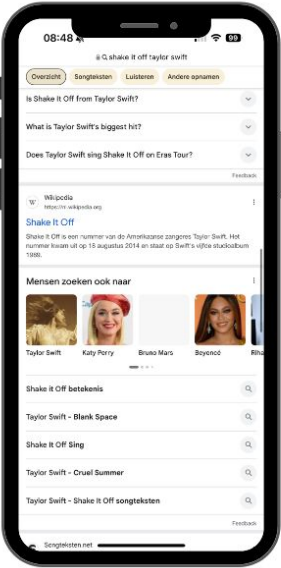 08:48
99
shake it off taylor swift
Overzicht
Songteksten
Luisteren
Andere opnamen
Is Shake It Off from Taylor Swift?
What is Taylor Swift's biggest hit?
Does Taylor Swift sing Shake It Off on Eras Tour?
Feedback
W
Wikipedia
https://nl.wikipedia.org
Shake It Off
Shake It Off is een nummer van de Amerikaanse zangeres Taylor Swift. Het
nummer kwam uit op 18 augustus 2014 en staat op Swift's vijfde studioalbum
1989.
Mensen zoeken ook naar
Taylor Swift
Katy Perry
Bruno Mars
Beyoncé
Riha
Shake it Off betekenis
Taylor Swift - Blank Space
Shake It Off Sing
Taylor Swift - Cruel Summer
Taylor Swift - Shake It Off songteksten
Feedback
Songteksten.net